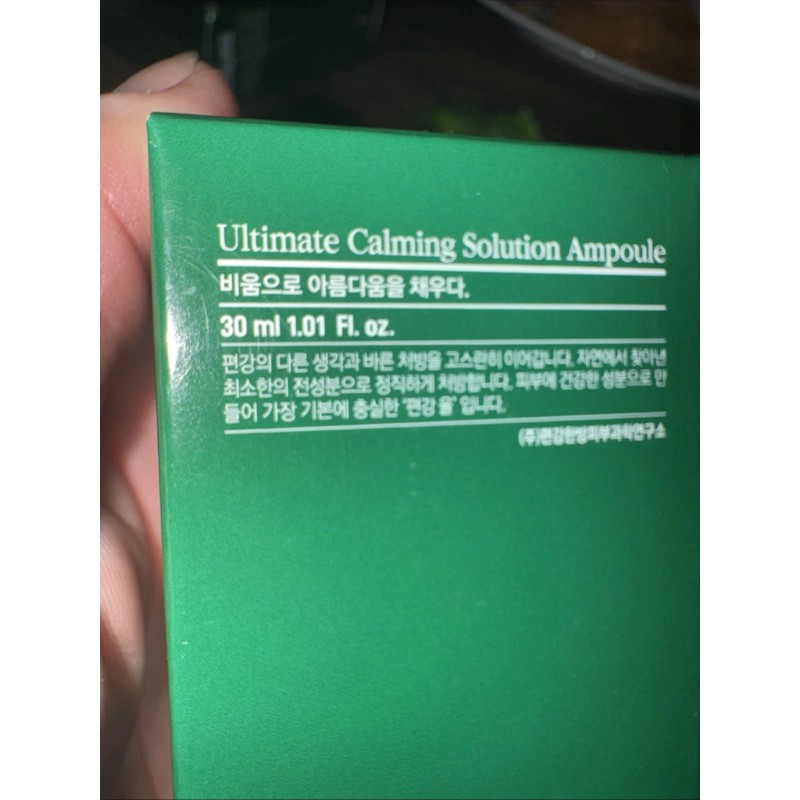 Ultimate Calming Solution Ampoule
비움으로 아름다움을 채우다.
30 ml 1.01 Fl. oz.
편강의 다른 생각과 바른 처방을 고스란히 이어갑니다. 자연에서 찾아낸
최소한의 전성분으로 정직하게 처방합니다. 피부에 건강한 성분으로 만
들어 가장 기본에 충실한 '편강 율' 입니다.
(주)편강한방피부과학연구소